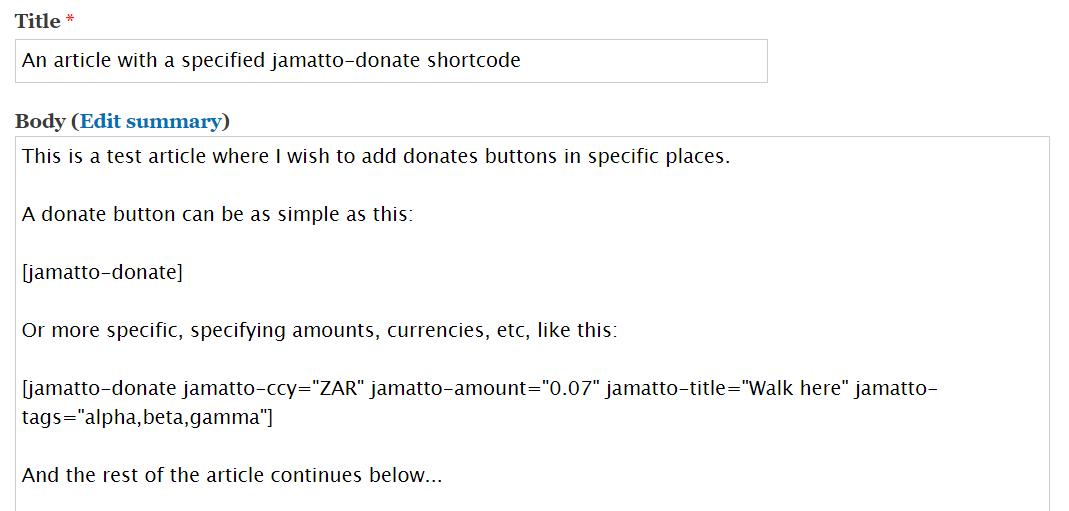 Title *
An article with a specified jamatto-donate shortcode
Body (Edit summary)
This is a test article where I wish to add donates buttons in specific places.
A donate button can be as simple as this:
[jamatto-donate]
Or more specific, specifying amounts, currencies, etc, like this:
[jamatto-donate jamatto-ccy="ZAR" jamatto-amount="0.07" jamatto-title="Walk here" jamatto-
tags="alpha,beta,gamma"]
And the rest of the article continues below...